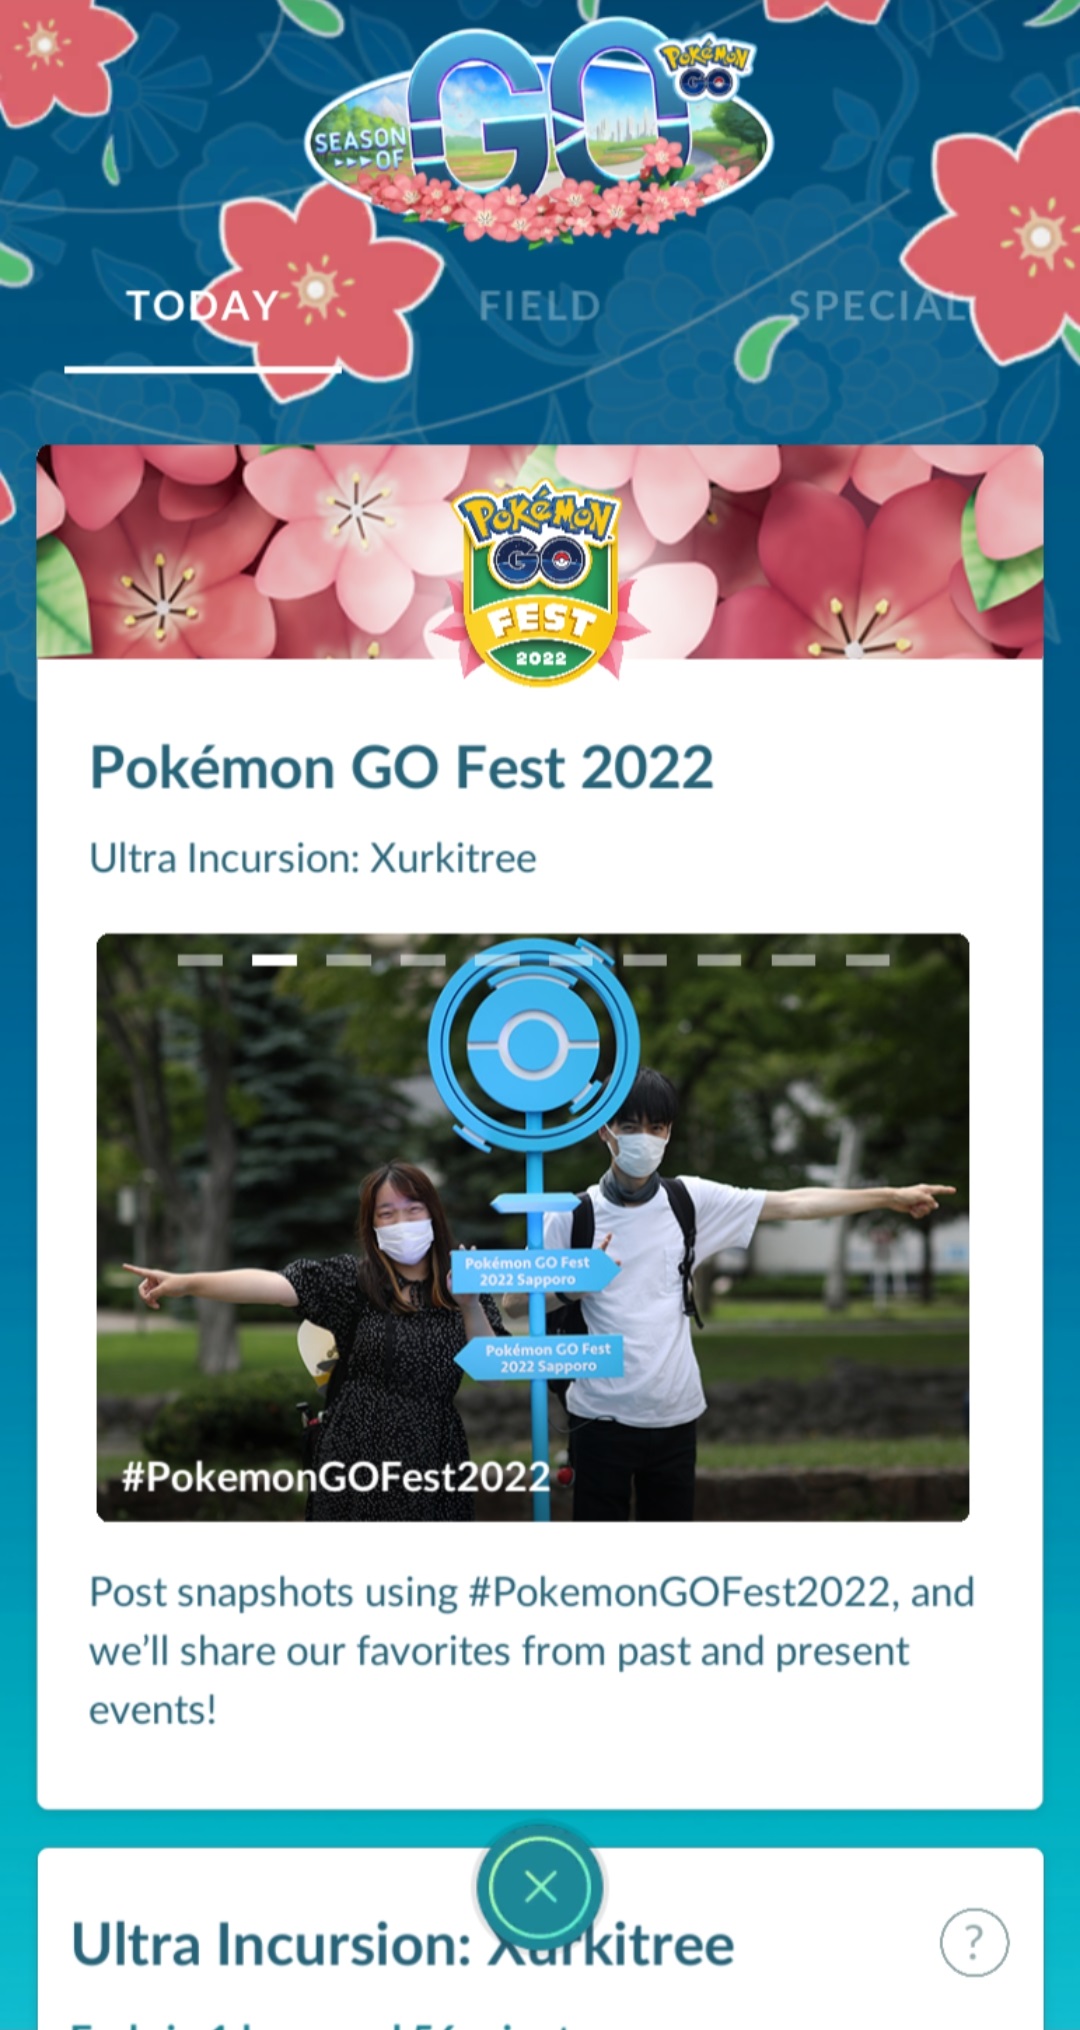 SEASON
OF
GO
POKéMON
GO
TODAY
FIELD
SPECIAL
POKéMON
GO
FEST
2022
Pokémon GO Fest 2022
Ultra Incursion: Xurkitree
Pokémon GO Fest
2022 Sapporo
Pokémon GO Fest
2022 Sapporo
#PokemonGOFest2022
Post snapshots using #PokemonGOFest2022, and
we’ll share our favorites from past and present
events!
Ultra Incursion: Xurkitree
?